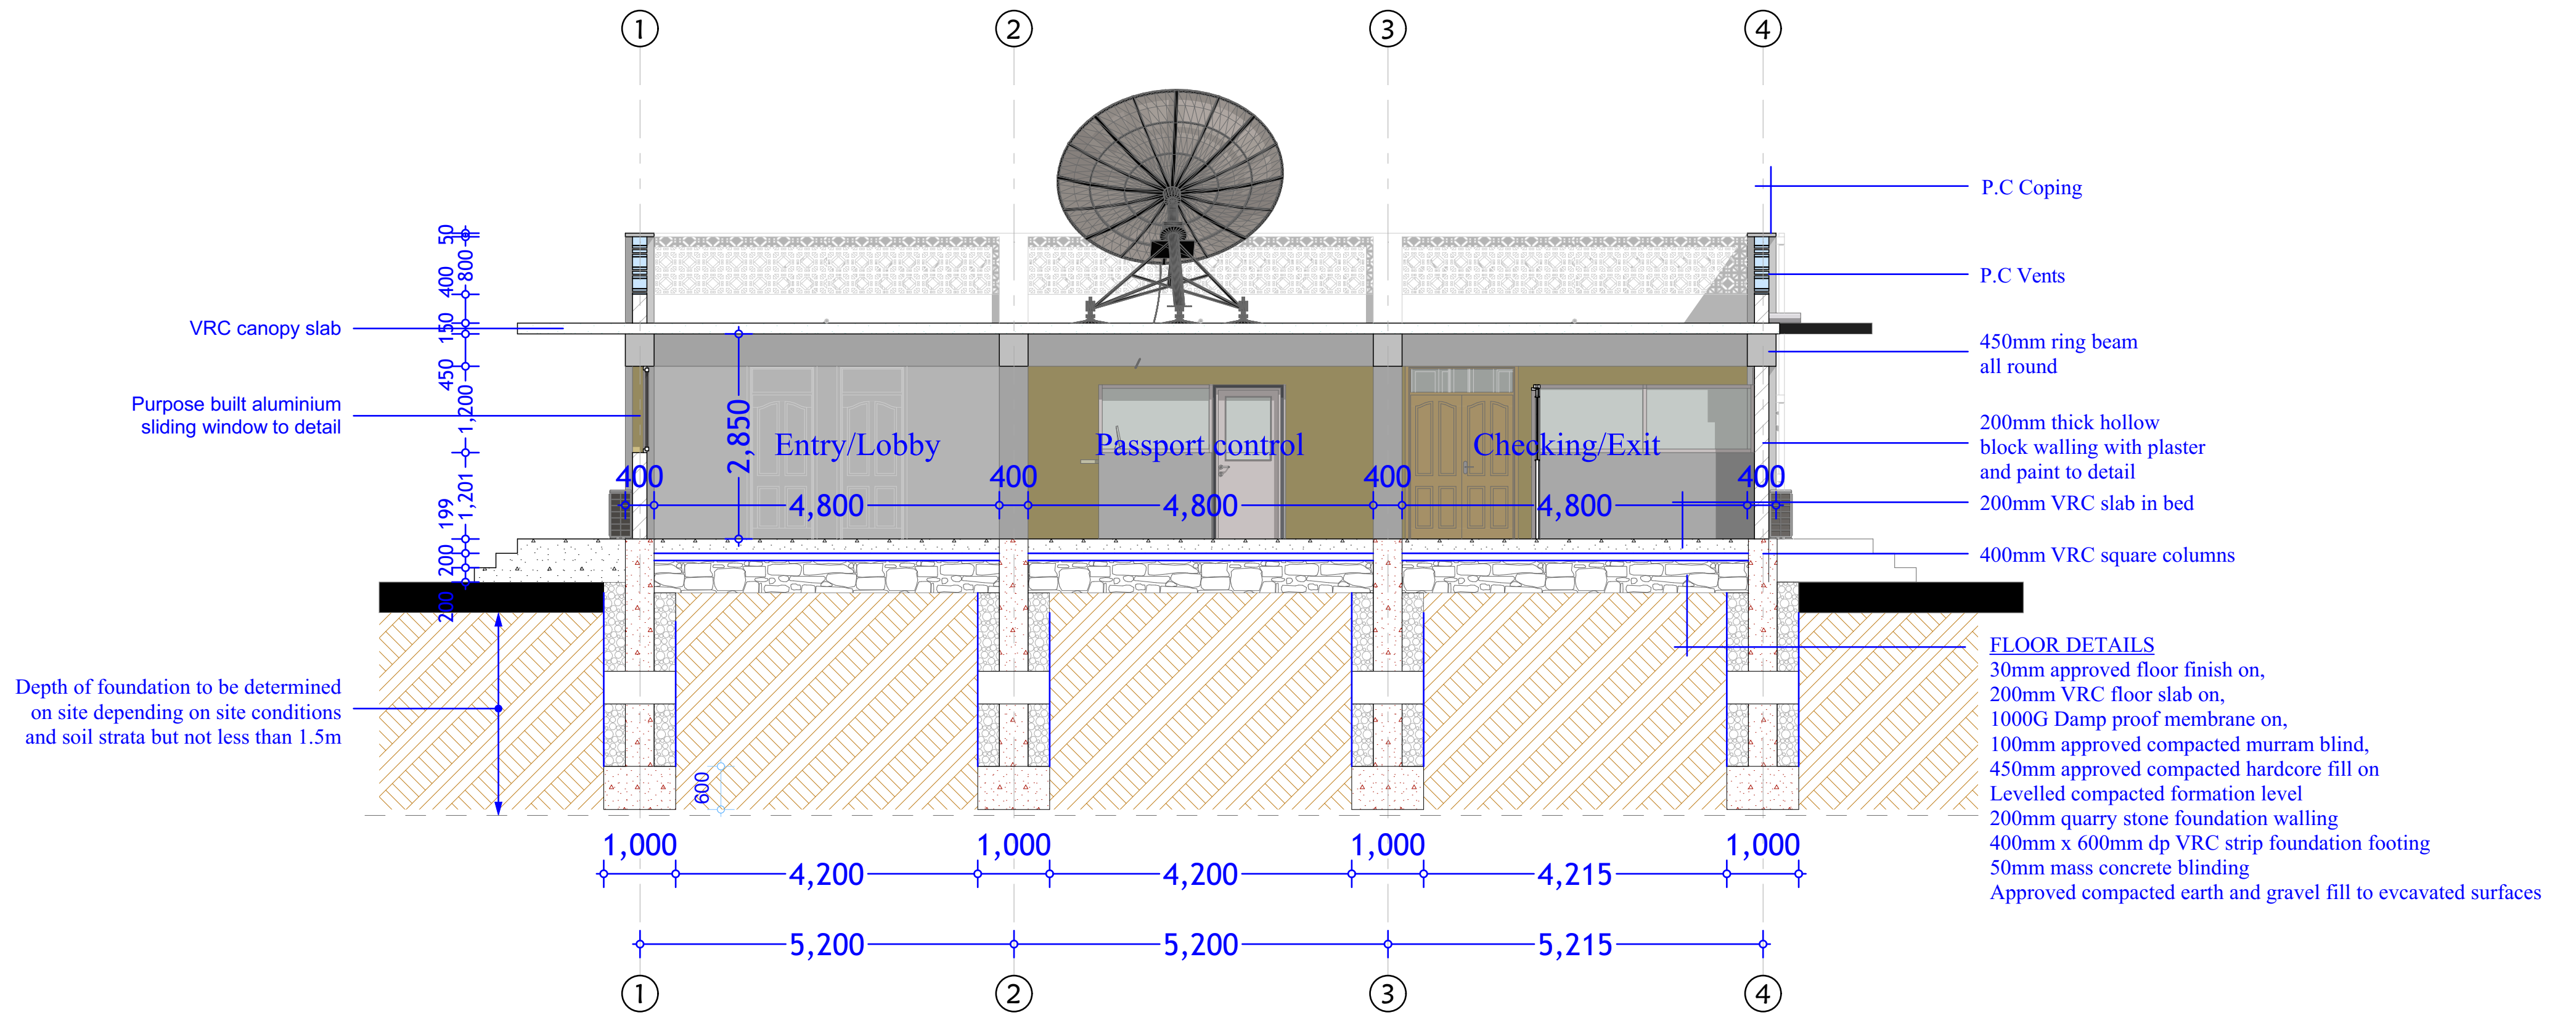 1 2 3 4
P.C Coping
50
800
400
P.C Vents
150
VRC canopy slab
450mm ring beam
all round
450
1,200
Purpose built aluminium
sliding window to detail
2,850
Entry/Lobby
Passport control
Checking/Exit
200mm thick hollow
block walling with plaster
and paint to detail
400 400 400 400
4,800 4,800 4,800
1,201
199
200mm VRC slab in bed
200
400mm VRC square columns
200
Depth of foundation to be determined
on site depending on site conditions
and soil strata but not less than 1.5m
600
FLOOR DETAILS
30mm approved floor finish on,
200mm VRC floor slab on,
1000G Damp proof membrane on,
100mm approved compacted murram blind,
450mm approved compacted hardcore fill on
Levelled compacted formation level
200mm quarry stone foundation walling
400mm x 600mm dp VRC strip foundation footing
50mm mass concrete blinding
Approved compacted earth and gravel fill to evcavated surfaces
1,000 1,000 1,000 1,000
4,200 4,200 4,215
5,200 5,200 5,215
1 2 3 4